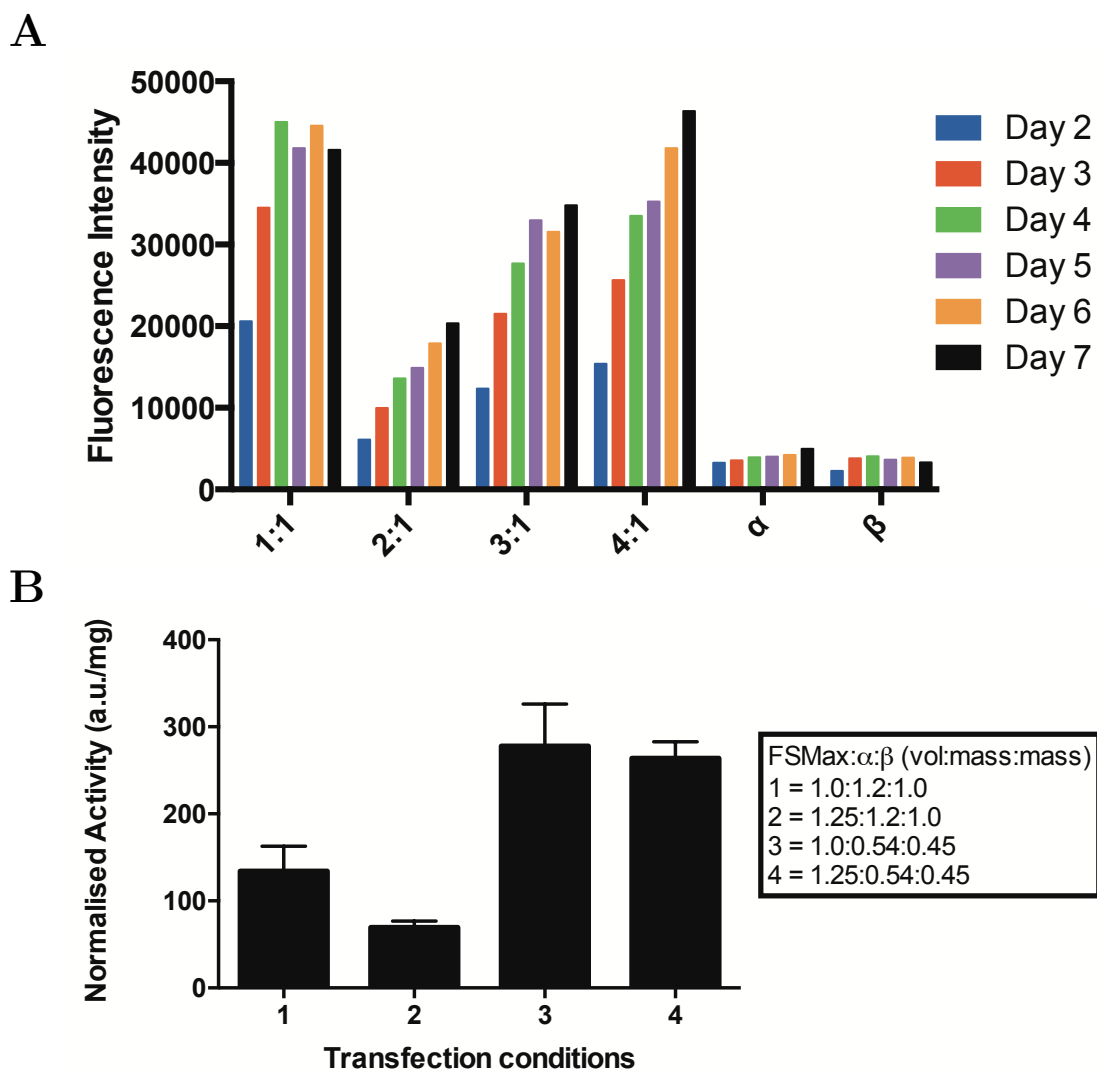 A
50000
40000
30000
20000
10000
0
Fluorescence Intensity
1:1
2:1
3:1
4:1
α
β
Day 2
Day 3
Day 4
Day 5
Day 6
Day 7
B
400
300
200
100
0
Normalised Activity (a.u./mg)
1
2
3
4
Transfection conditions
FSMax:α:β (vol:mass:mass)
1 = 1.0:1.2:1.0
2 = 1.25:1.2:1.0
3 = 1.0:0.54:0.45
4 = 1.25:0.54:0.45